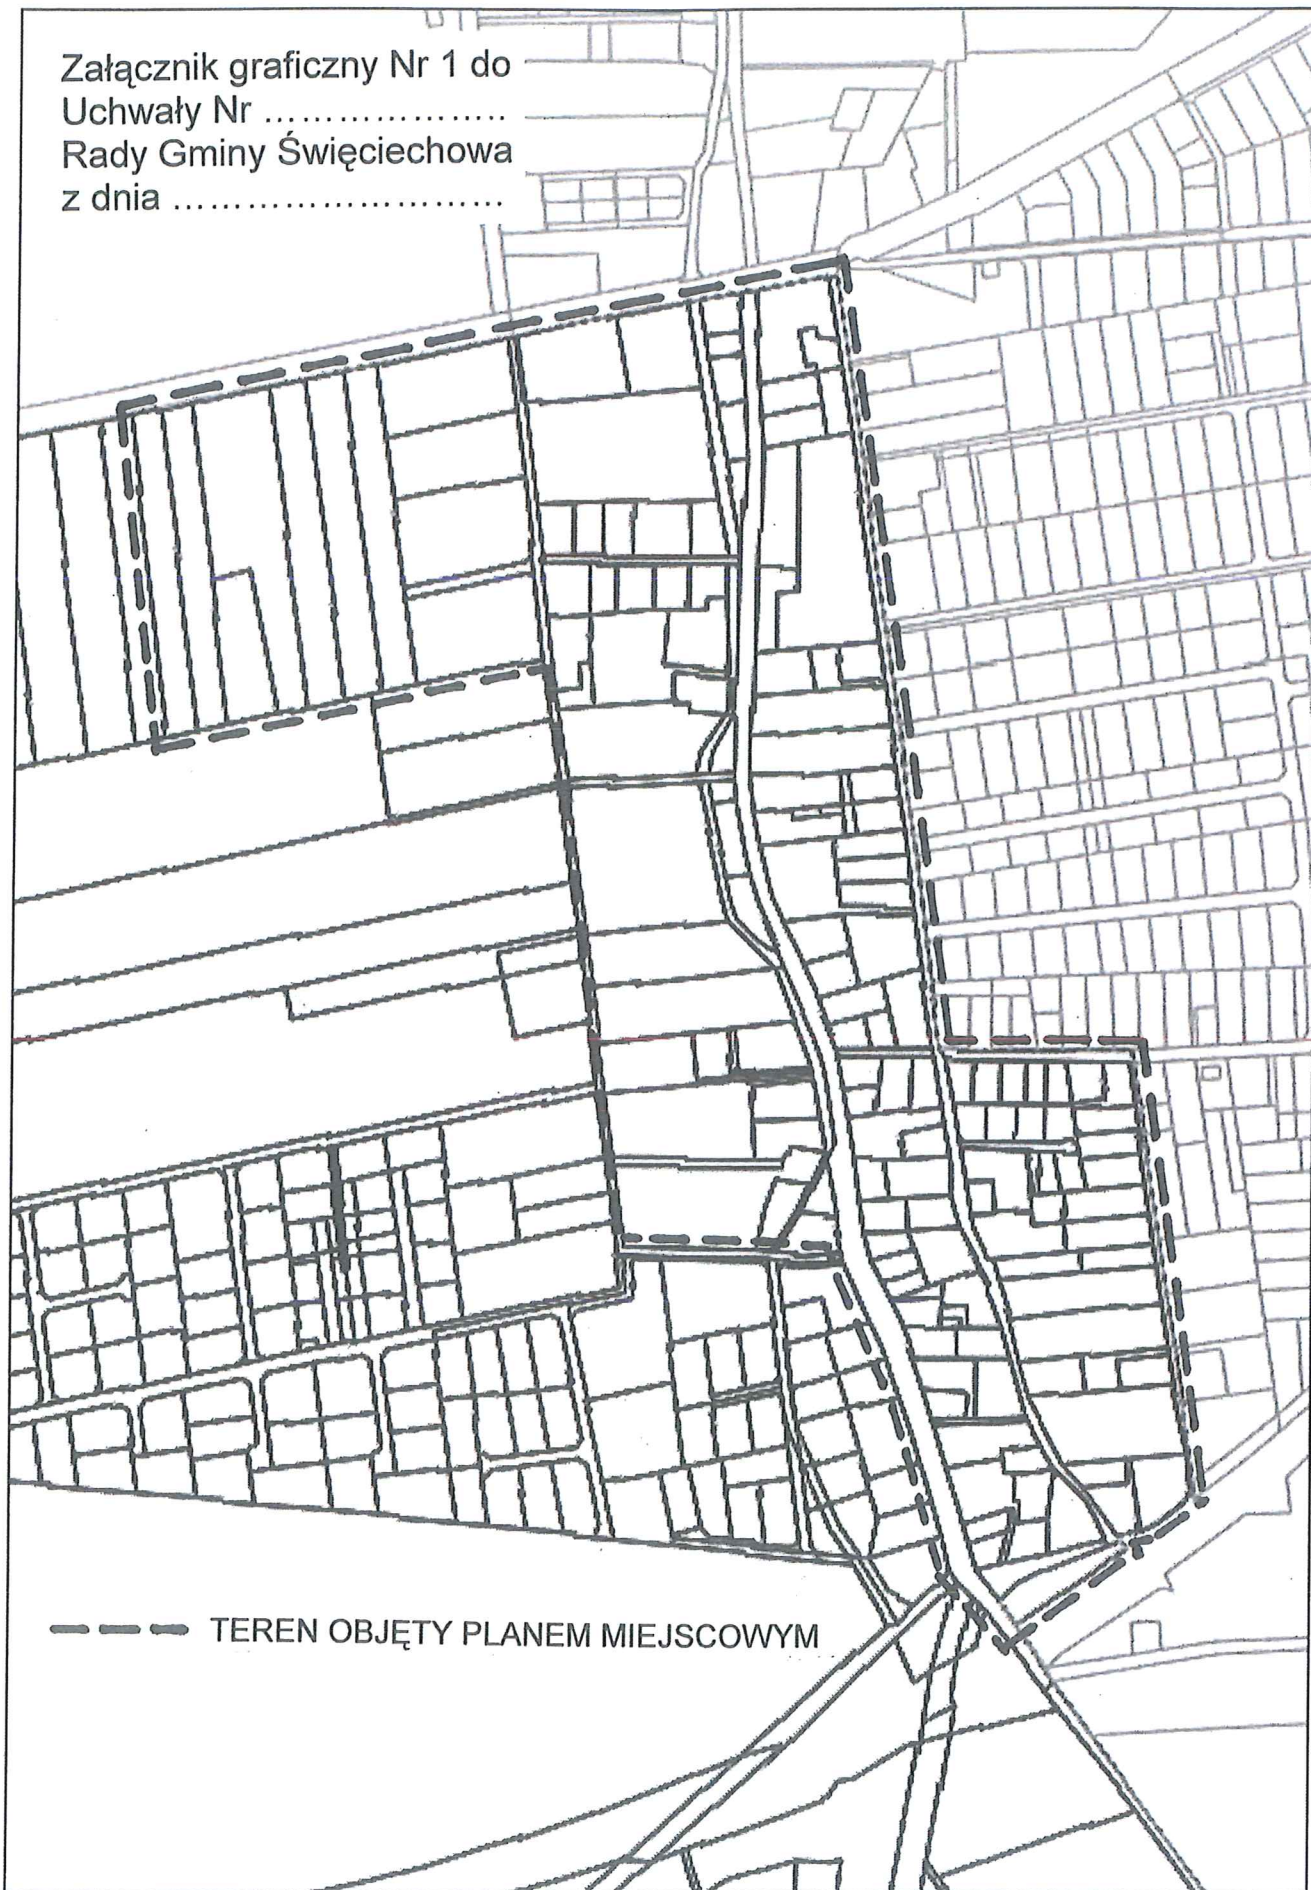 Załącznik graficzny Nr 1 do
Uchwały Nr ......................
Rady Gminy Święciechowa
z dnia ..............................
TEREN OBJĘTY PLANEM MIEJSCOWYM